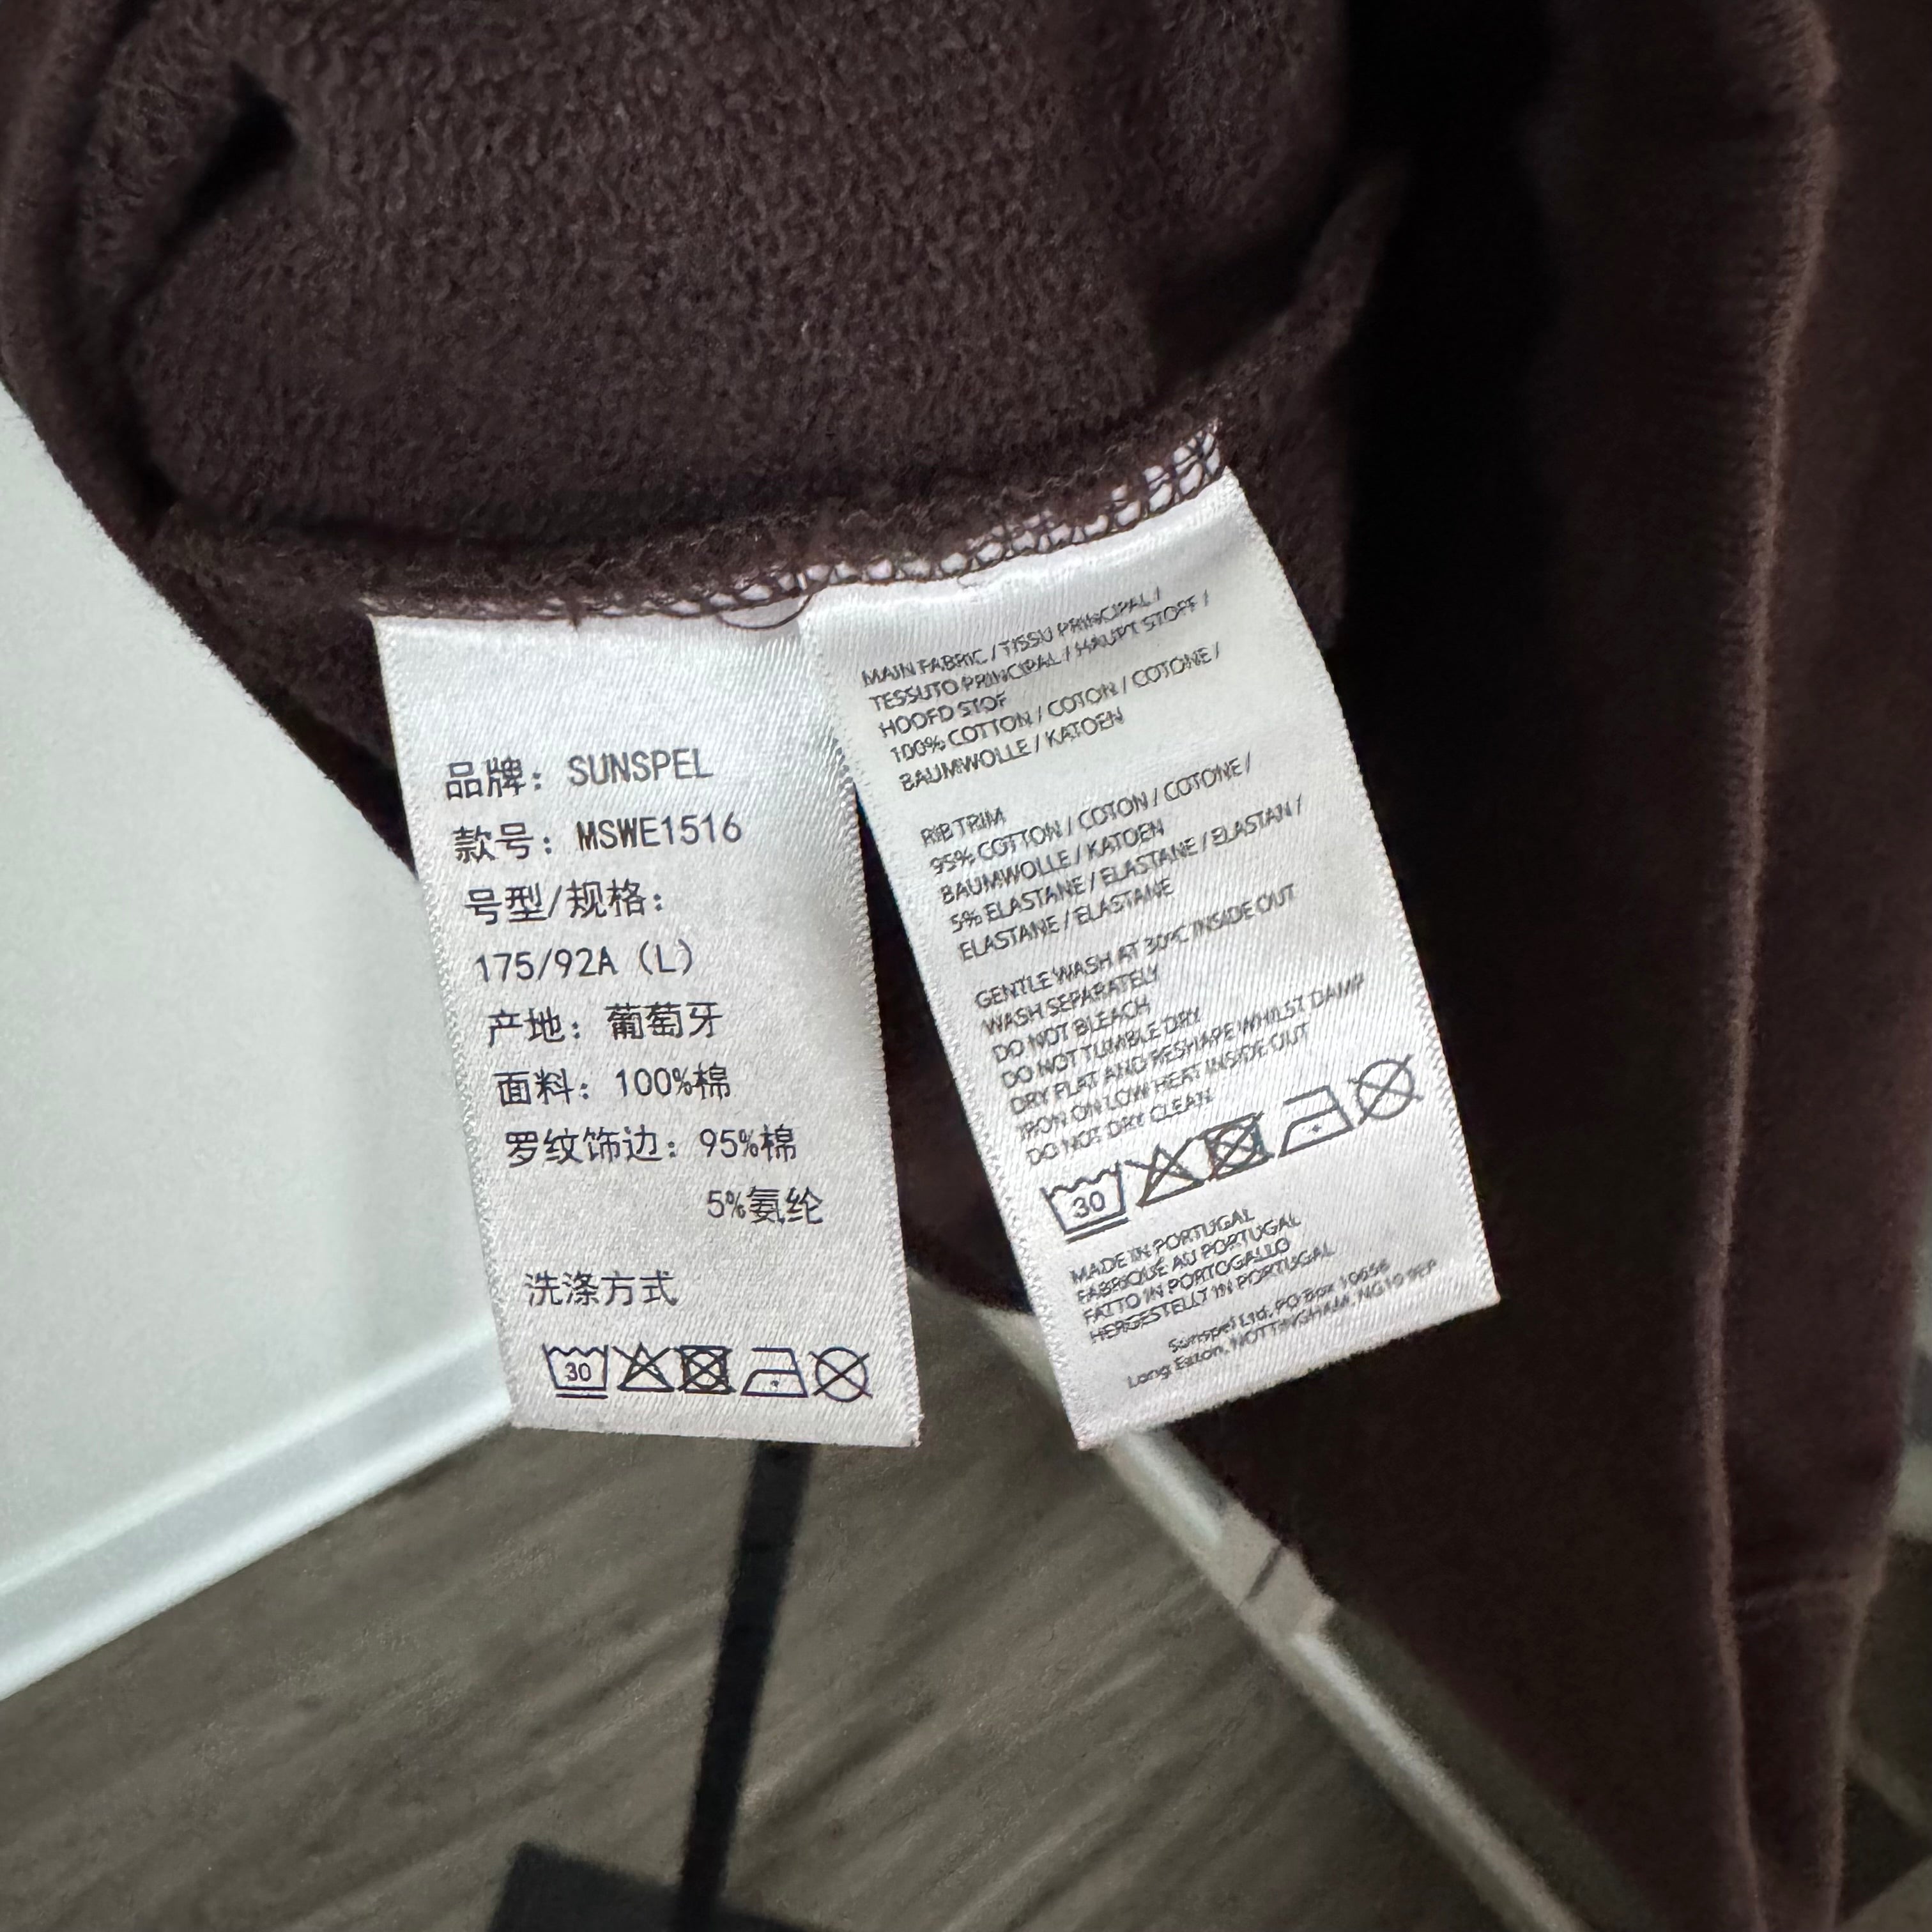 品牌：SUNSPEL
款号：MSWE1516
号型/规格：
175/92A（L）
产地：葡萄牙
面料：100%棉
罗纹饰边：95%棉
5%氨纶
洗涤方式
30
MAIN FABRIC / TISSU PRINCIPAL /
TESSUTO PRINCIPAL / HAUPT STOFF /
HOOFD STOF
100% COTTON / COTON / COTONE /
BAUMWOLLE / KATOEN
RIB TRIM
95% COTTON / COTON / COTONE /
BAUMWOLLE / KATOEN
5% ELASTANE / ELASTAN /
ELASTANE / ELASTANE
GENTLE WASH AT 30°C INSIDE OUT
WASH SEPARATELY
DO NOT BLEACH
DO NOT TUMBLE DRY
DRY FLAT AND RESHAPE WHILST DAMP
IRON ON LOW HEAT INSIDE OUT
DO NOT DRY CLEAN
30
MADE IN PORTUGAL
FABRIQUÉ AU PORTUGAL
FATTO IN PORTOGALLO
HERGESTELLT IN PORTUGAL
Sunspel Ltd. PO Box 10656
Long Eaton, NOTTINGHAM, NG10